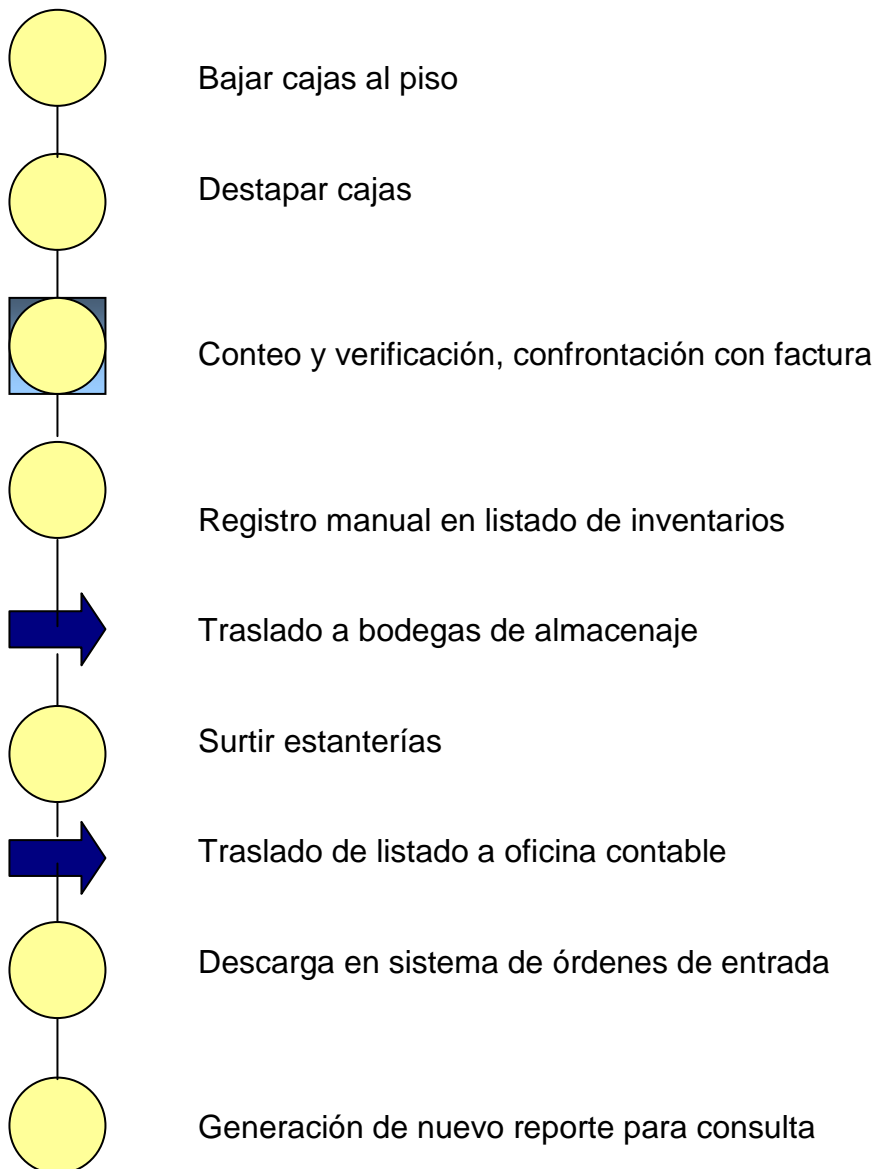 Bajar cajas al piso
Destapar cajas
Conteo y verificación, confrontación con factura
Registro manual en listado de inventarios
Traslado a bodegas de almacenaje
Surtir estanterías
Traslado de listado a oficina contable
Descarga en sistema de órdenes de entrada
Generación de nuevo reporte para consulta